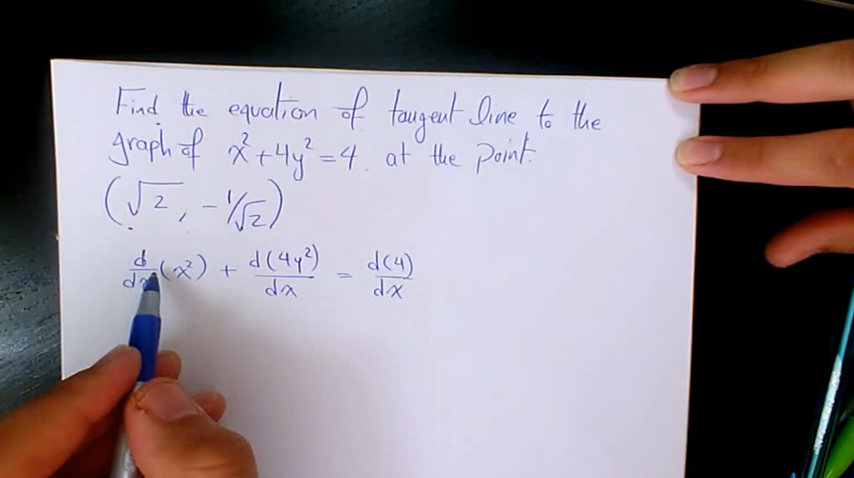 Find the equation of tangent line to the
graph of x²+4y²=4. at the point.
(√2, -1/√2)
d/dx (x²) + d(4y²)/dx = d(4)/dx